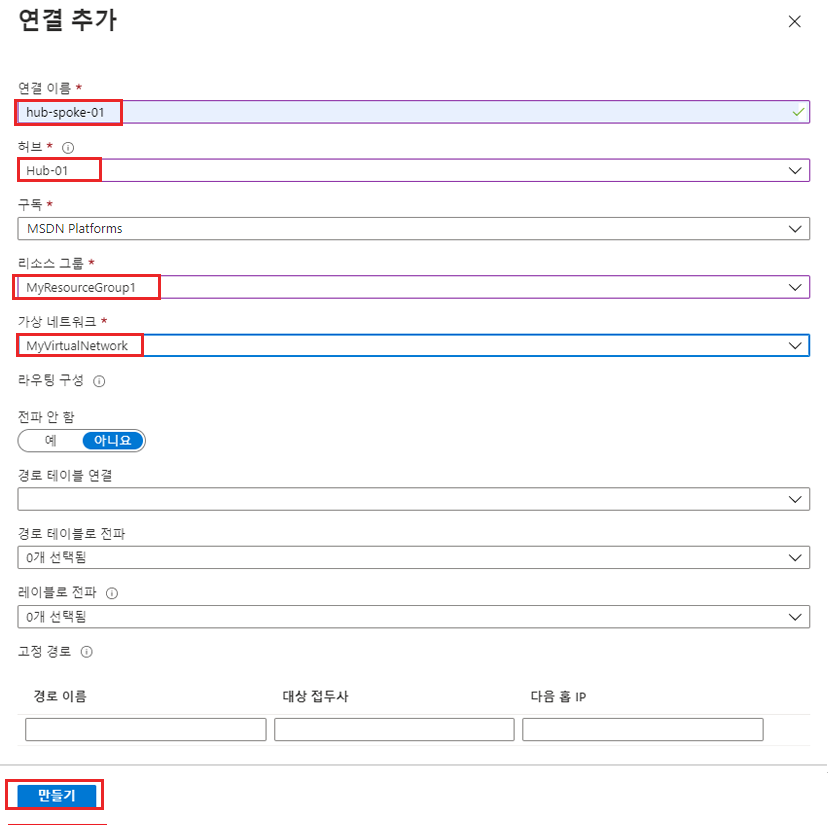 연결 추가
연결 이름 *
hub-spoke-01
허브 *
Hub-01
구독 *
MSDN Platforms
리소스 그룹 *
MyResourceGroup1
가상 네트워크 *
MyVirtualNetwork
라우팅 구성
전파 안 함
예 아니요
경로 테이블 연결
경로 테이블로 전파
0개 선택됨
레이블로 전파
0개 선택됨
고정 경로
경로 이름 대상 접두사 다음 홉 IP
만들기